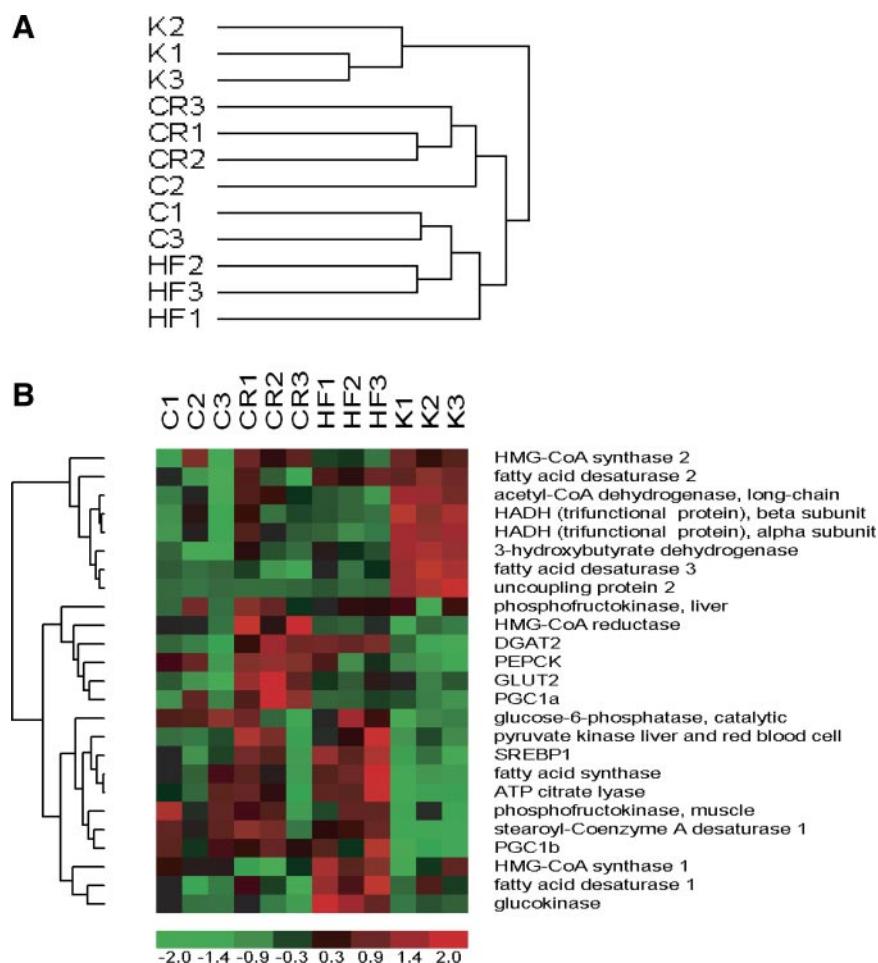 A
K2
K1
K3
CR3
CR1
CR2
C2
C1
C3
HF2
HF3
HF1
B
C1 C2 C3 CR1 CR2 CR3 HF1 HF2 HF3 K1 K2 K3
HMG-CoA synthase 2
fatty acid desaturase 2
acetyl-CoA dehydrogenase, long-chain
HADH (trifunctional protein), beta subunit
HADH (trifunctional protein), alpha subunit
3-hydroxybutyrate dehydrogenase
fatty acid desaturase 3
uncoupling protein 2
phosphofructokinase, liver
HMG-CoA reductase
DGAT2
PEPCK
GLUT2
PGC1a
glucose-6-phosphatase, catalytic
pyruvate kinase liver and red blood cell
SREBP1
fatty acid synthase
ATP citrate lyase
phosphofructokinase, muscle
stearoyl-Coenzyme A desaturase 1
PGC1b
HMG-CoA synthase 1
fatty acid desaturase 1
glucokinase
-2.0 -1.4 -0.9 -0.3 0.3 0.9 1.4 2.0